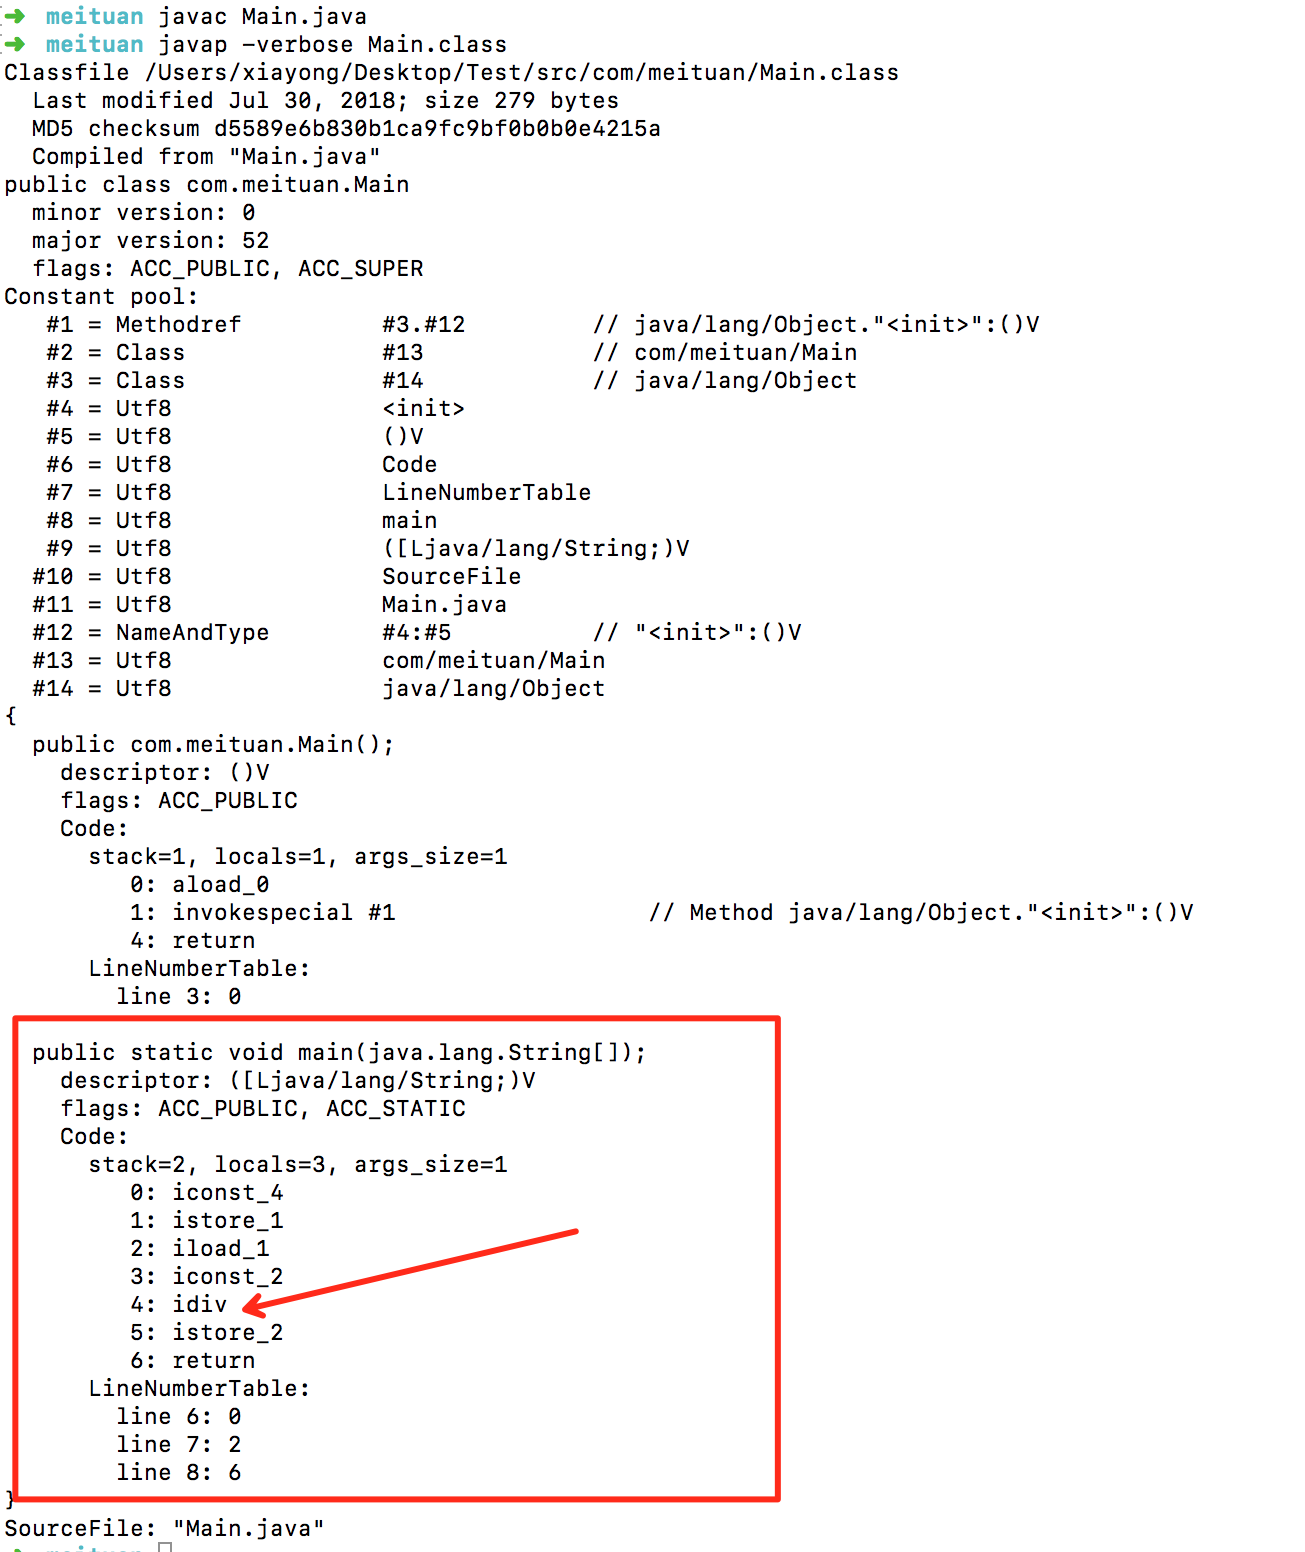 ➜ meituan javac Main.java
➜ meituan javap -verbose Main.class
Classfile /Users/xiayong/Desktop/Test/src/com/meituan/Main.class
  Last modified Jul 30, 2018; size 279 bytes
  MD5 checksum d5589e6b830b1ca9fc9bf0b0b0e4215a
  Compiled from "Main.java"
public class com.meituan.Main
  minor version: 0
  major version: 52
  flags: ACC_PUBLIC, ACC_SUPER
Constant pool:
   #1 = Methodref          #3.#12         // java/lang/Object."<init>":()V
   #2 = Class              #13            // com/meituan/Main
   #3 = Class              #14            // java/lang/Object
   #4 = Utf8               <init>
   #5 = Utf8               ()V
   #6 = Utf8               Code
   #7 = Utf8               LineNumberTable
   #8 = Utf8               main
   #9 = Utf8               ([Ljava/lang/String;)V
  #10 = Utf8               SourceFile
  #11 = Utf8               Main.java
  #12 = NameAndType        #4:#5          // "<init>":()V
  #13 = Utf8               com/meituan/Main
  #14 = Utf8               java/lang/Object
{
  public com.meituan.Main();
    descriptor: ()V
    flags: ACC_PUBLIC
    Code:
      stack=1, locals=1, args_size=1
         0: aload_0
         1: invokespecial #1                  // Method java/lang/Object."<init>":()V
         4: return
      LineNumberTable:
        line 3: 0
  public static void main(java.lang.String[]);
    descriptor: ([Ljava/lang/String;)V
    flags: ACC_PUBLIC, ACC_STATIC
    Code:
      stack=2, locals=3, args_size=1
         0: iconst_4
         1: istore_1
         2: iload_1
         3: iconst_2
         4: idiv
         5: istore_2
         6: return
      LineNumberTable:
        line 6: 0
        line 7: 2
        line 8: 6
}
SourceFile: "Main.java"